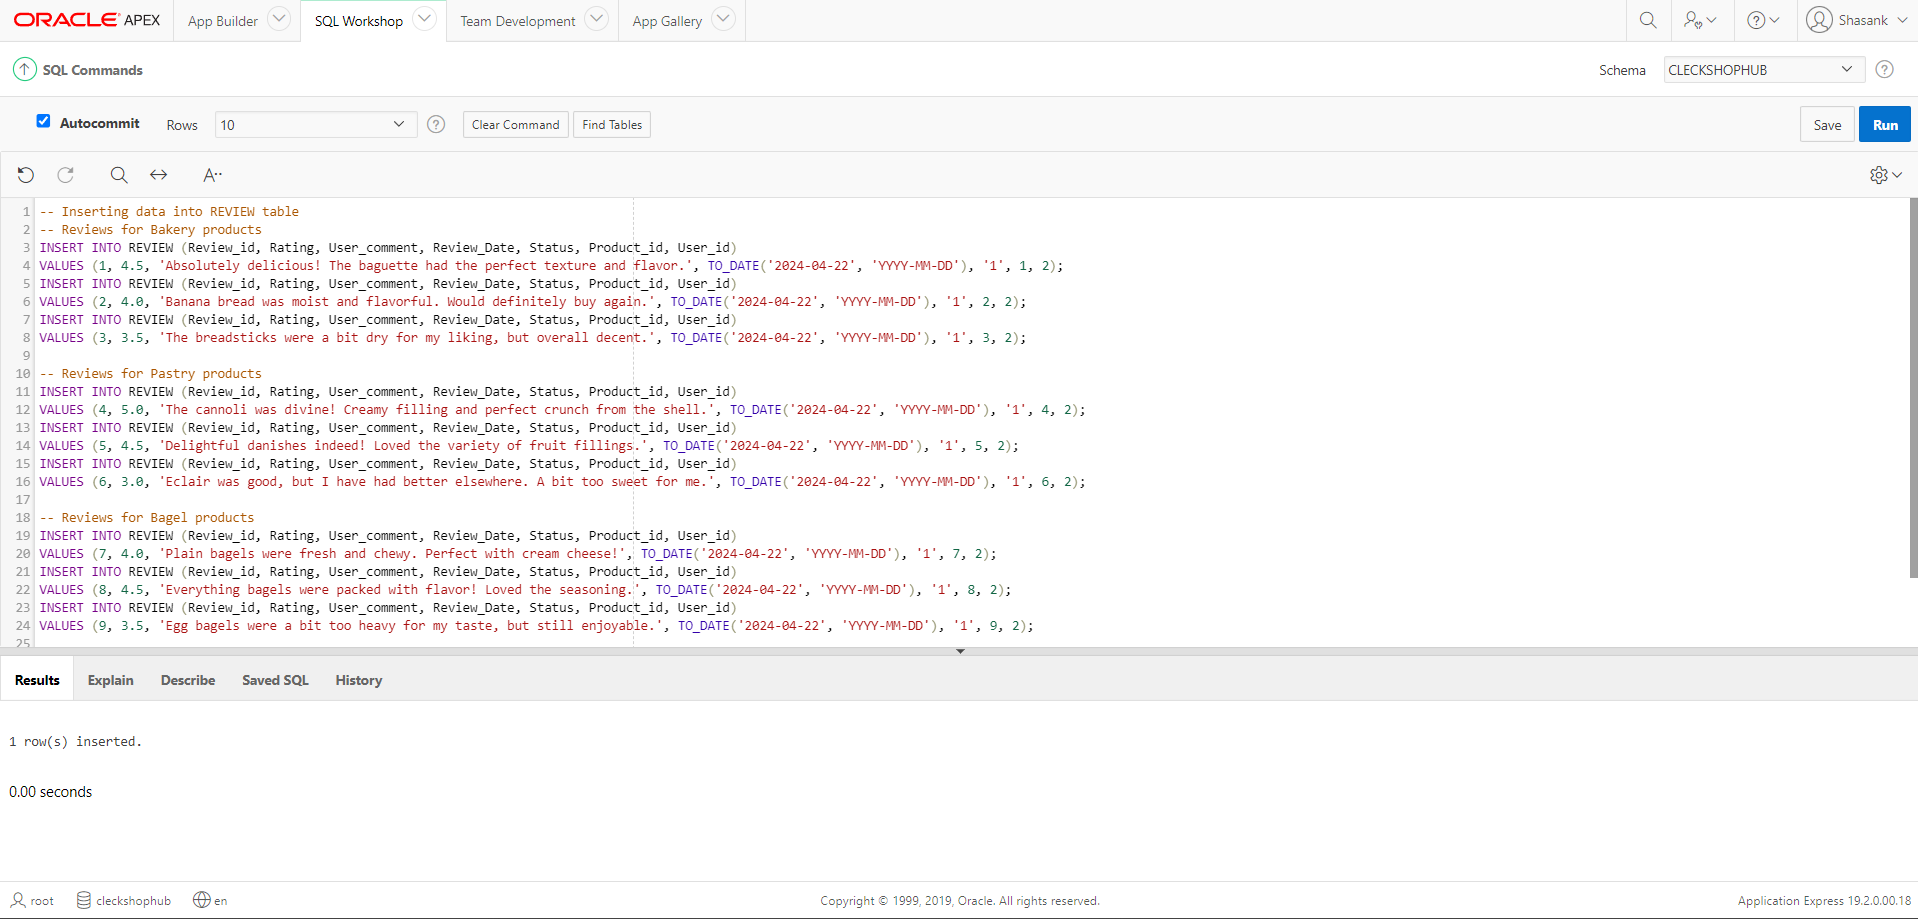 ORACLE APEX App Builder SQL Workshop Team Development App Gallery Shasank
SQL Commands Schema CLECKSHOPHUB
Autocommit Rows 10 Clear Command Find Tables Save Run
A
1 -- Inserting data into REVIEW table
2 -- Reviews for Bakery products
3 INSERT INTO REVIEW (Review_id, Rating, User_comment, Review_Date, Status, Product_id, User_id)
4 VALUES (1, 4.5, 'Absolutely delicious! The baguette had the perfect texture and flavor.', TO_DATE('2024-04-22', 'YYYY-MM-DD'), '1', 1, 2);
5 INSERT INTO REVIEW (Review_id, Rating, User_comment, Review_Date, Status, Product_id, User_id)
6 VALUES (2, 4.0, 'Banana bread was moist and flavorful. Would definitely buy again.', TO_DATE('2024-04-22', 'YYYY-MM-DD'), '1', 2, 2);
7 INSERT INTO REVIEW (Review_id, Rating, User_comment, Review_Date, Status, Product_id, User_id)
8 VALUES (3, 3.5, 'The breadsticks were a bit dry for my liking, but overall decent.', TO_DATE('2024-04-22', 'YYYY-MM-DD'), '1', 3, 2);
9
10 -- Reviews for Pastry products
11 INSERT INTO REVIEW (Review_id, Rating, User_comment, Review_Date, Status, Product_id, User_id)
12 VALUES (4, 5.0, 'The cannoli was divine! Creamy filling and perfect crunch from the shell.', TO_DATE('2024-04-22', 'YYYY-MM-DD'), '1', 4, 2);
13 INSERT INTO REVIEW (Review_id, Rating, User_comment, Review_Date, Status, Product_id, User_id)
14 VALUES (5, 4.5, 'Delightful danishes indeed! Loved the variety of fruit fillings.', TO_DATE('2024-04-22', 'YYYY-MM-DD'), '1', 5, 2);
15 INSERT INTO REVIEW (Review_id, Rating, User_comment, Review_Date, Status, Product_id, User_id)
16 VALUES (6, 3.0, 'Eclair was good, but I have had better elsewhere. A bit too sweet for me.', TO_DATE('2024-04-22', 'YYYY-MM-DD'), '1', 6, 2);
17
18 -- Reviews for Bagel products
19 INSERT INTO REVIEW (Review_id, Rating, User_comment, Review_Date, Status, Product_id, User_id)
20 VALUES (7, 4.0, 'Plain bagels were fresh and chewy. Perfect with cream cheese!', TO_DATE('2024-04-22', 'YYYY-MM-DD'), '1', 7, 2);
21 INSERT INTO REVIEW (Review_id, Rating, User_comment, Review_Date, Status, Product_id, User_id)
22 VALUES (8, 4.5, 'Everything bagels were packed with flavor! Loved the seasoning.', TO_DATE('2024-04-22', 'YYYY-MM-DD'), '1', 8, 2);
23 INSERT INTO REVIEW (Review_id, Rating, User_comment, Review_Date, Status, Product_id, User_id)
24 VALUES (9, 3.5, 'Egg bagels were a bit too heavy for my taste, but still enjoyable.', TO_DATE('2024-04-22', 'YYYY-MM-DD'), '1', 9, 2);
25
Results Explain Describe Saved SQL History
1 row(s) inserted.
0.00 seconds
root cleckshophub en Copyright © 1999, 2019, Oracle. All rights reserved. Application Express 19.2.0.00.18